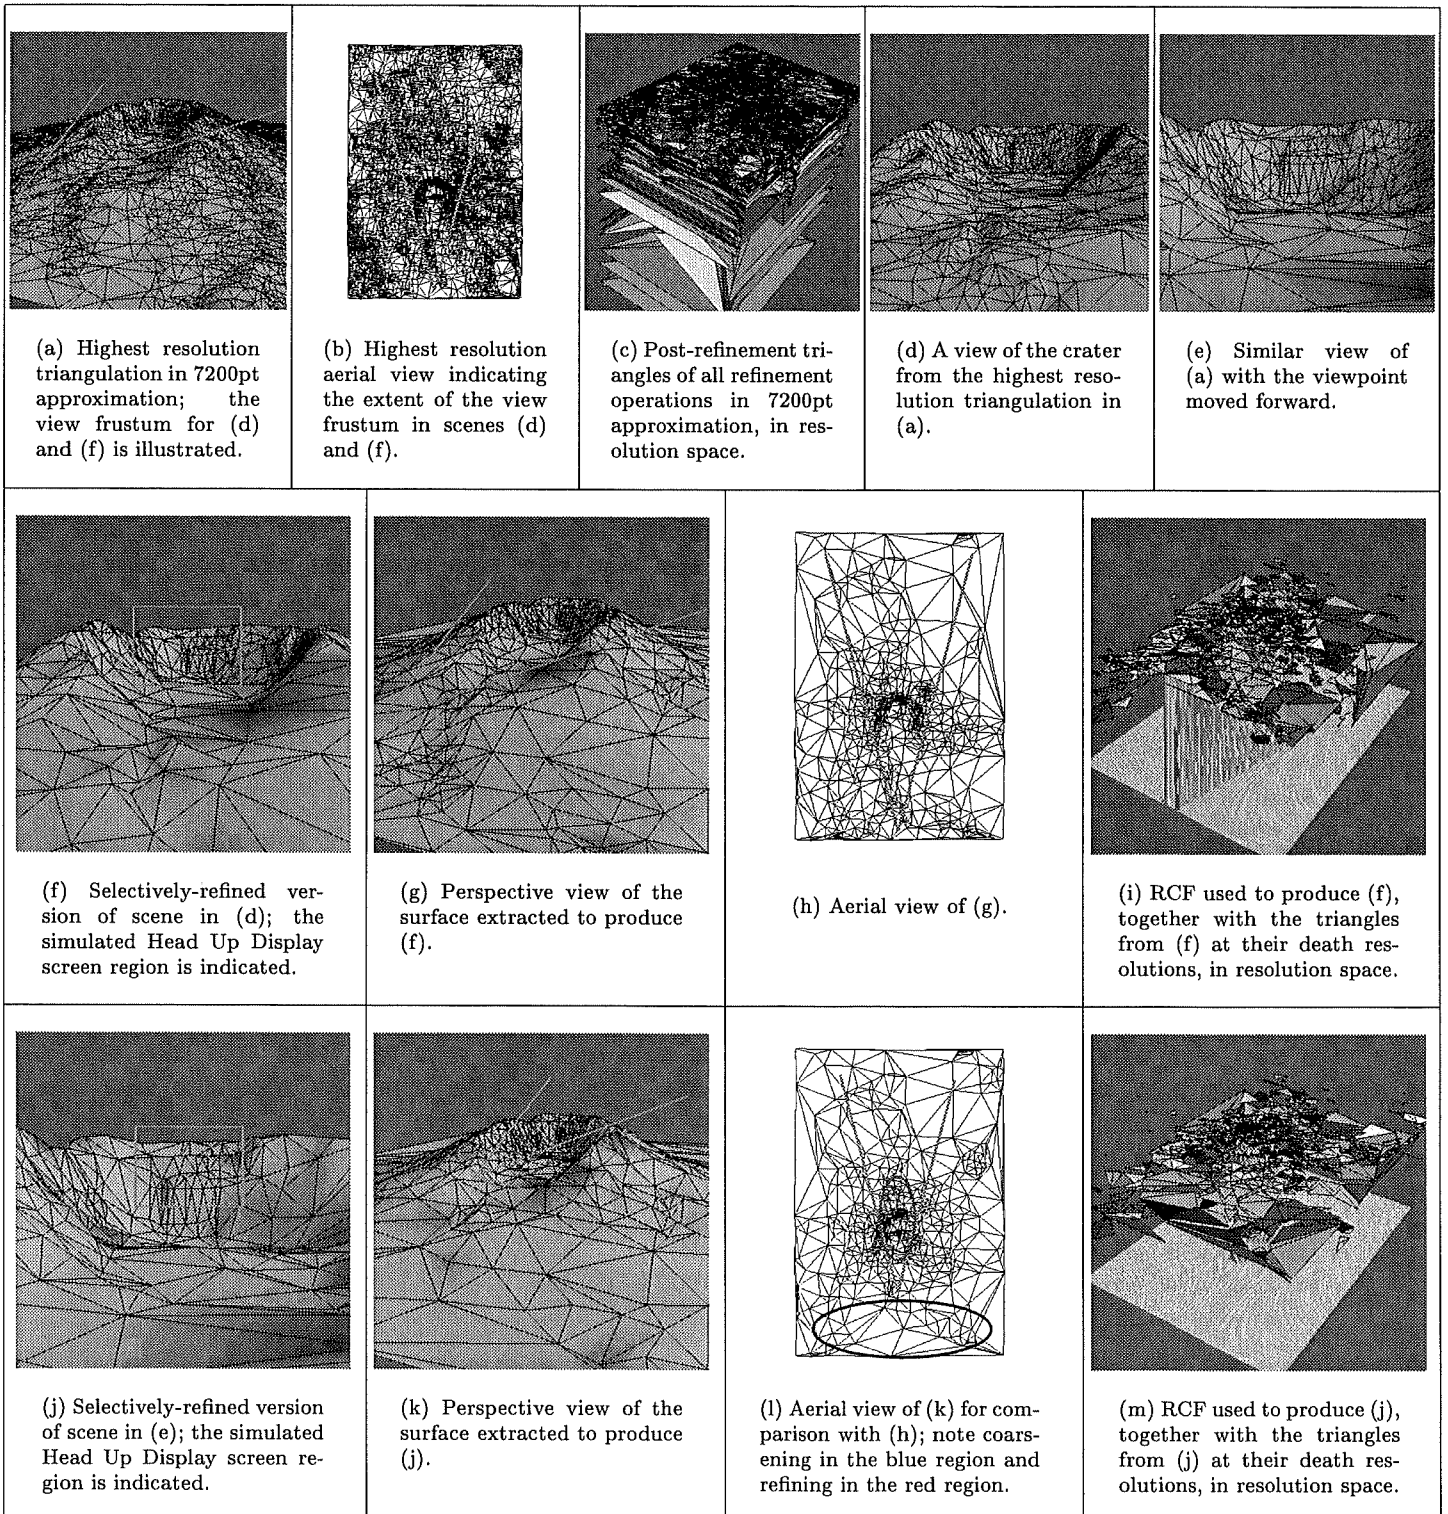 (a) Highest resolution
triangulation in 7200pt
approximation; the
view frustum for (d)
and (f) is illustrated.
(b) Highest resolution
aerial view indicating
the extent of the view
frustum in scenes (d)
and (f).
(c) Post-refinement tri-
angles of all refinement
operations in 7200pt
approximation, in res-
olution space.
(d) A view of the crater
from the highest reso-
lution triangulation in
(a).
(e) Similar view of
(a) with the viewpoint
moved forward.
(f) Selectively-refined ver-
sion of scene in (d); the
simulated Head Up Display
screen region is indicated.
(g) Perspective view of the
surface extracted to produce
(f).
(h) Aerial view of (g).
(i) RCF used to produce (f),
together with the triangles
from (f) at their death res-
olutions, in resolution space.
(j) Selectively-refined version
of scene in (e); the simulated
Head Up Display screen re-
gion is indicated.
(k) Perspective view of the
surface extracted to produce
(j).
(l) Aerial view of (k) for com-
parison with (h); note coars-
ening in the blue region and
refining in the red region.
(m) RCF used to produce (j),
together with the triangles
from (j) at their death res-
olutions, in resolution space.